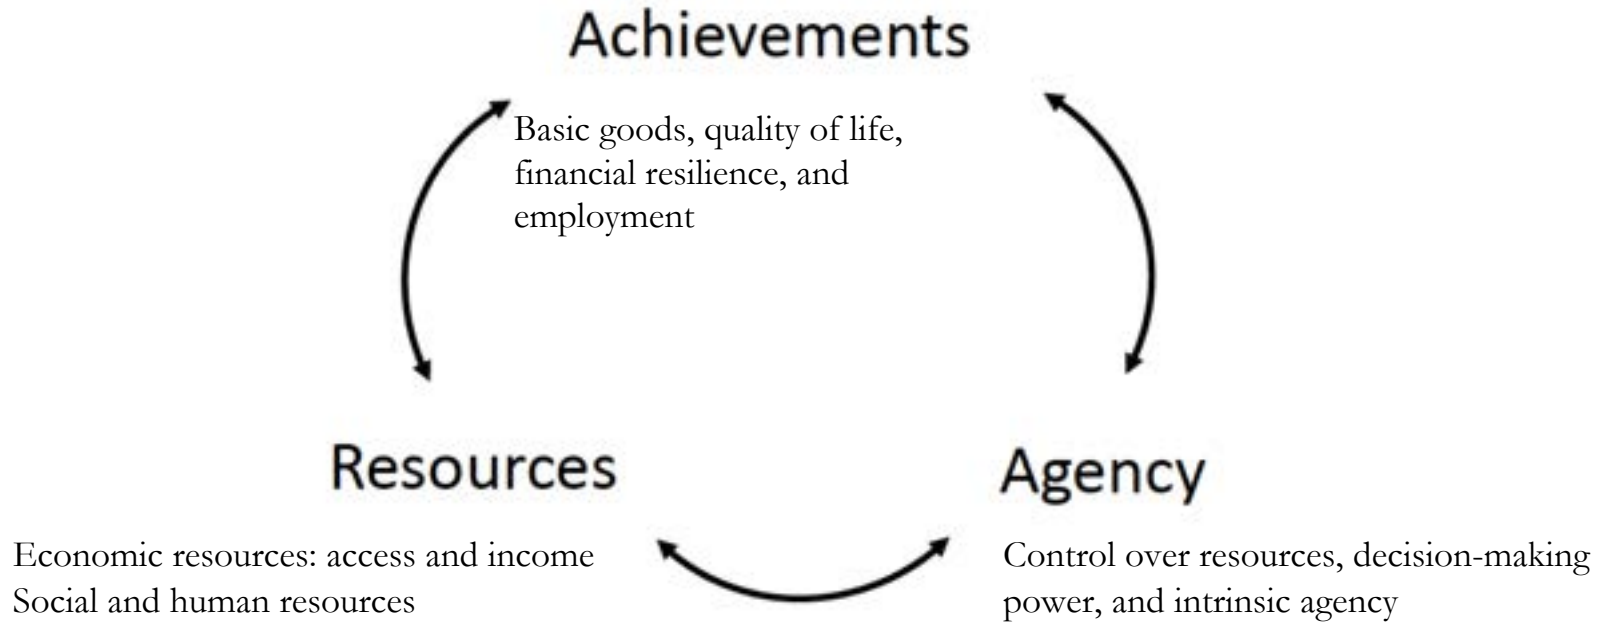 Achievements
Basic goods, quality of life,
financial resilience, and
employment
Resources
Economic resources: access and income
Social and human resources
Agency
Control over resources, decision-making
power, and intrinsic agency